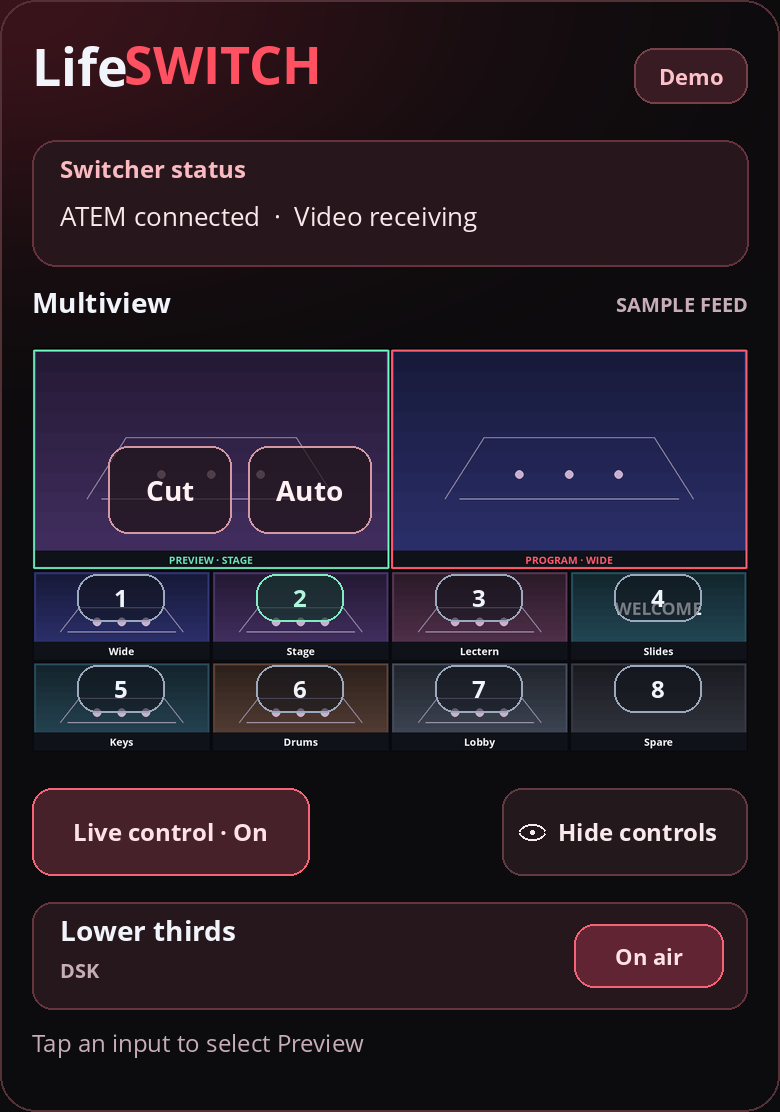 LifeSWITCH
Demo
Switcher status
ATEM connected · Video receiving
Multiview
SAMPLE FEED
Cut
Auto
PREVIEW · STAGE
PROGRAM · WIDE
1
2
3
4
WELCOME
Wide
Stage
Lectern
Slides
5
6
7
8
Keys
Drums
Lobby
Spare
Live control · On
Hide controls
Lower thirds
DSK
On air
Tap an input to select Preview